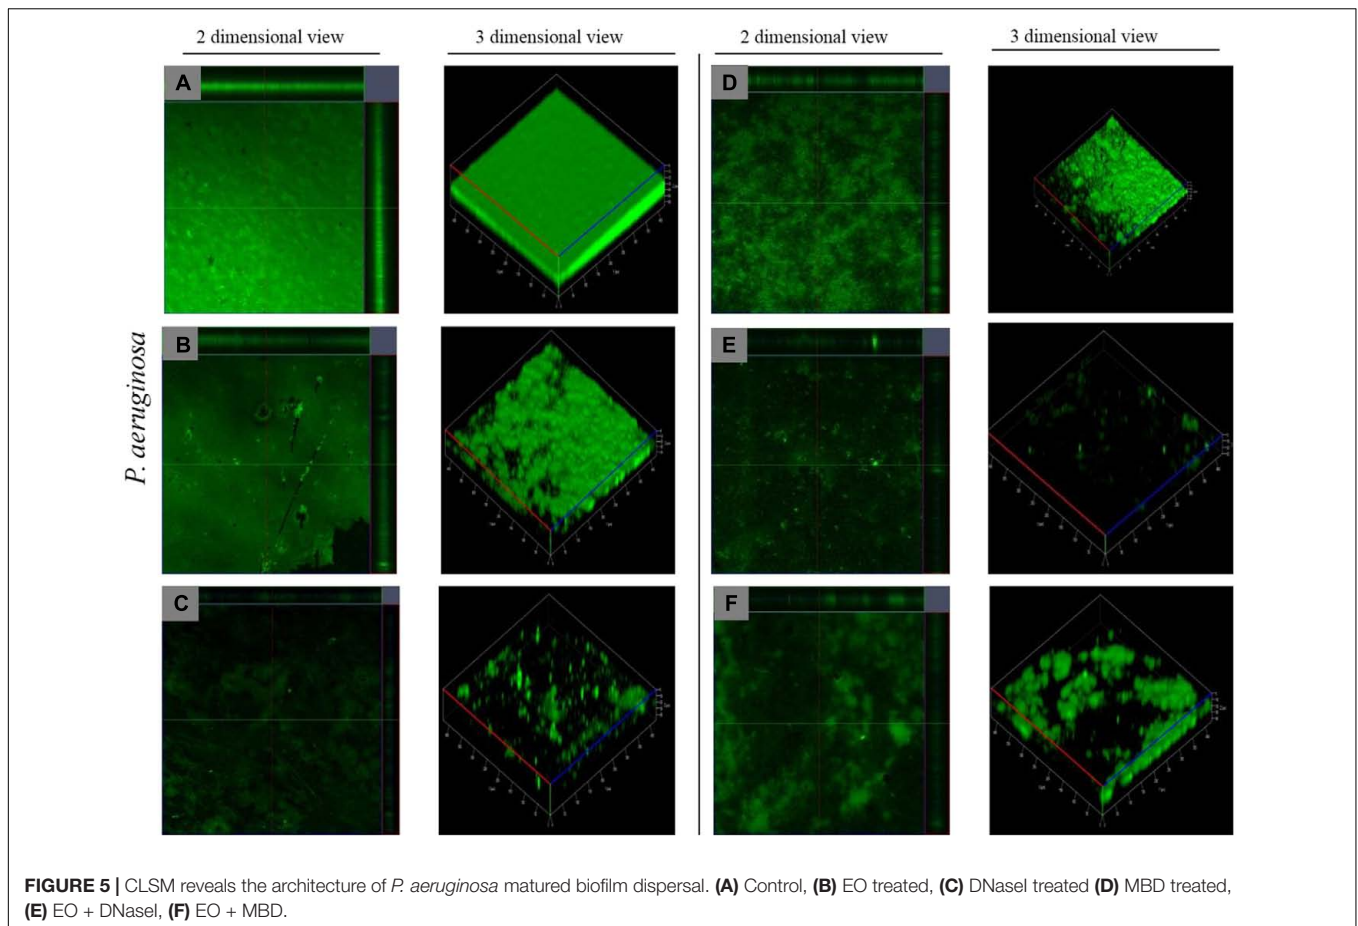 2 dimensional view 3 dimensional view 2 dimensional view 3 dimensional view
A D
P. aeruginosa
B E
C F
FIGURE 5 | CLSM reveals the architecture of P. aeruginosa matured biofilm dispersal. (A) Control, (B) EO treated, (C) DNaseI treated (D) MBD treated,
(E) EO + DNaseI, (F) EO + MBD.